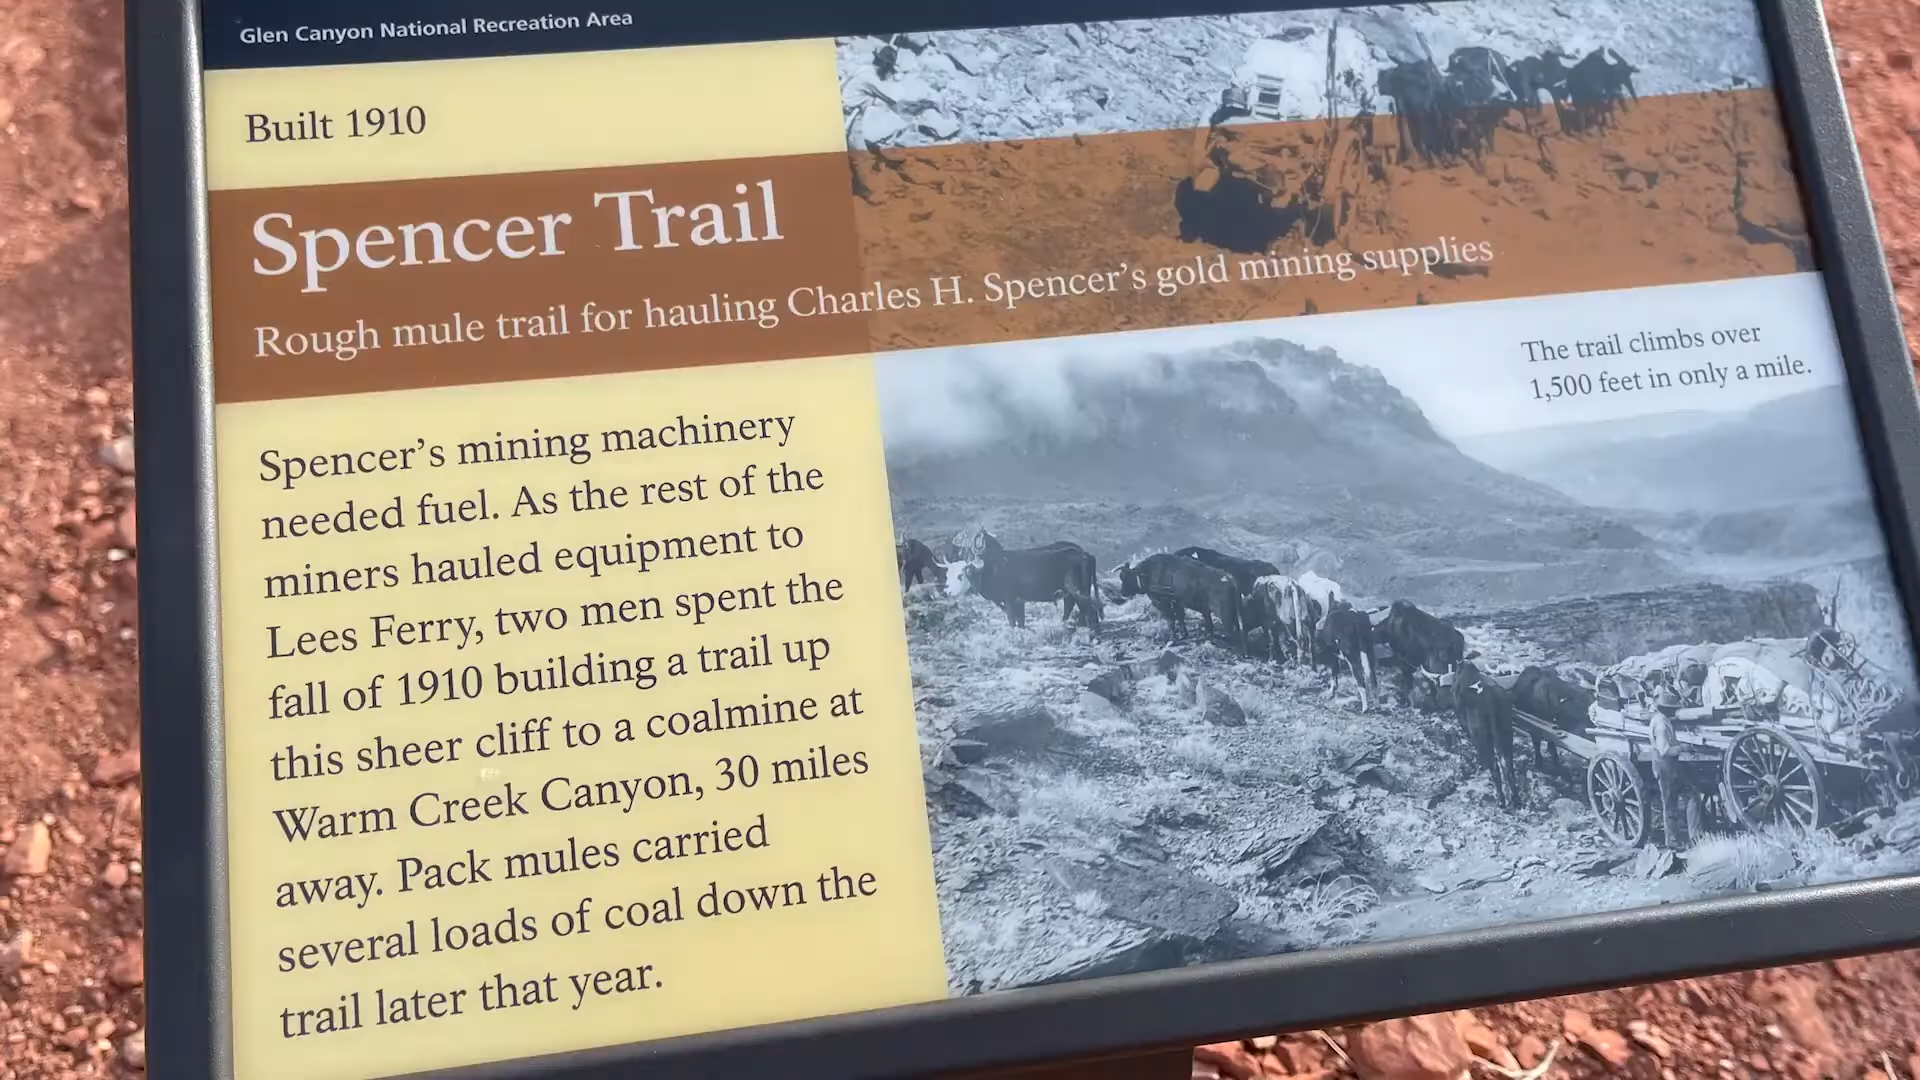 Glen Canyon National Recreation Area
Built 1910
Spencer Trail
Rough mule trail for hauling Charles H. Spencer's gold mining supplies
The trail climbs over
1,500 feet in only a mile.
Spencer's mining machinery
needed fuel. As the rest of the
miners hauled equipment to
Lees Ferry, two men spent the
fall of 1910 building a trail up
this sheer cliff to a coalmine at
Warm Creek Canyon, 30 miles
away. Pack mules carried
several loads of coal down the
trail later that year.